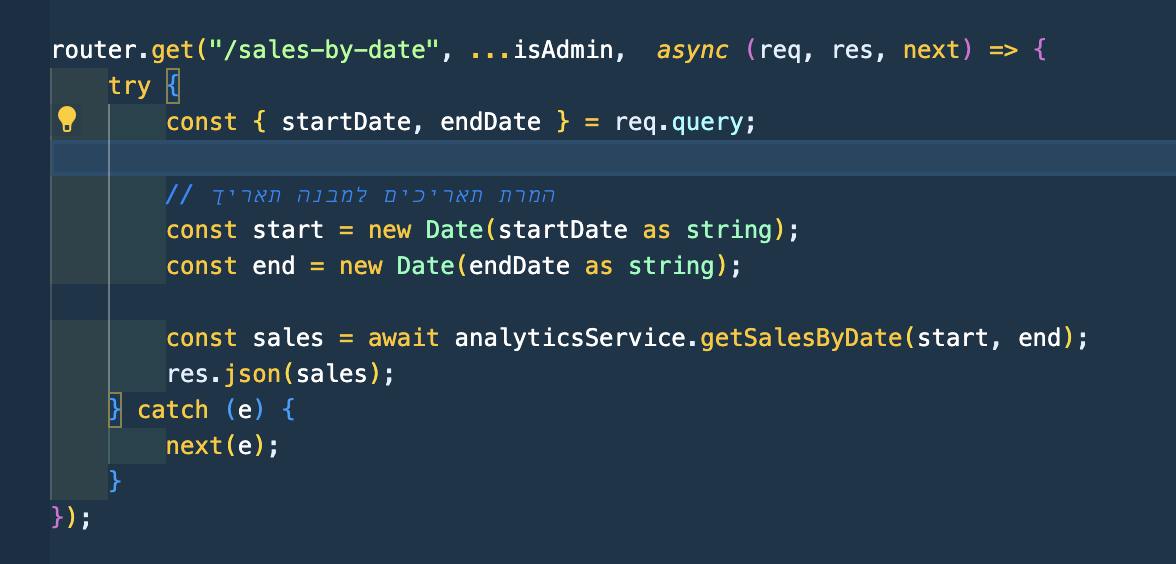 router.get("/sales-by-date", ...isAdmin,  async (req, res, next) => {
    try {
        const { startDate, endDate } = req.query;
        // המרת תאריכים למבנה תאריך
        const start = new Date(startDate as string);
        const end = new Date(endDate as string);
        const sales = await analyticsService.getSalesByDate(start, end);
        res.json(sales);
    } catch (e) {
        next(e);
    }
});